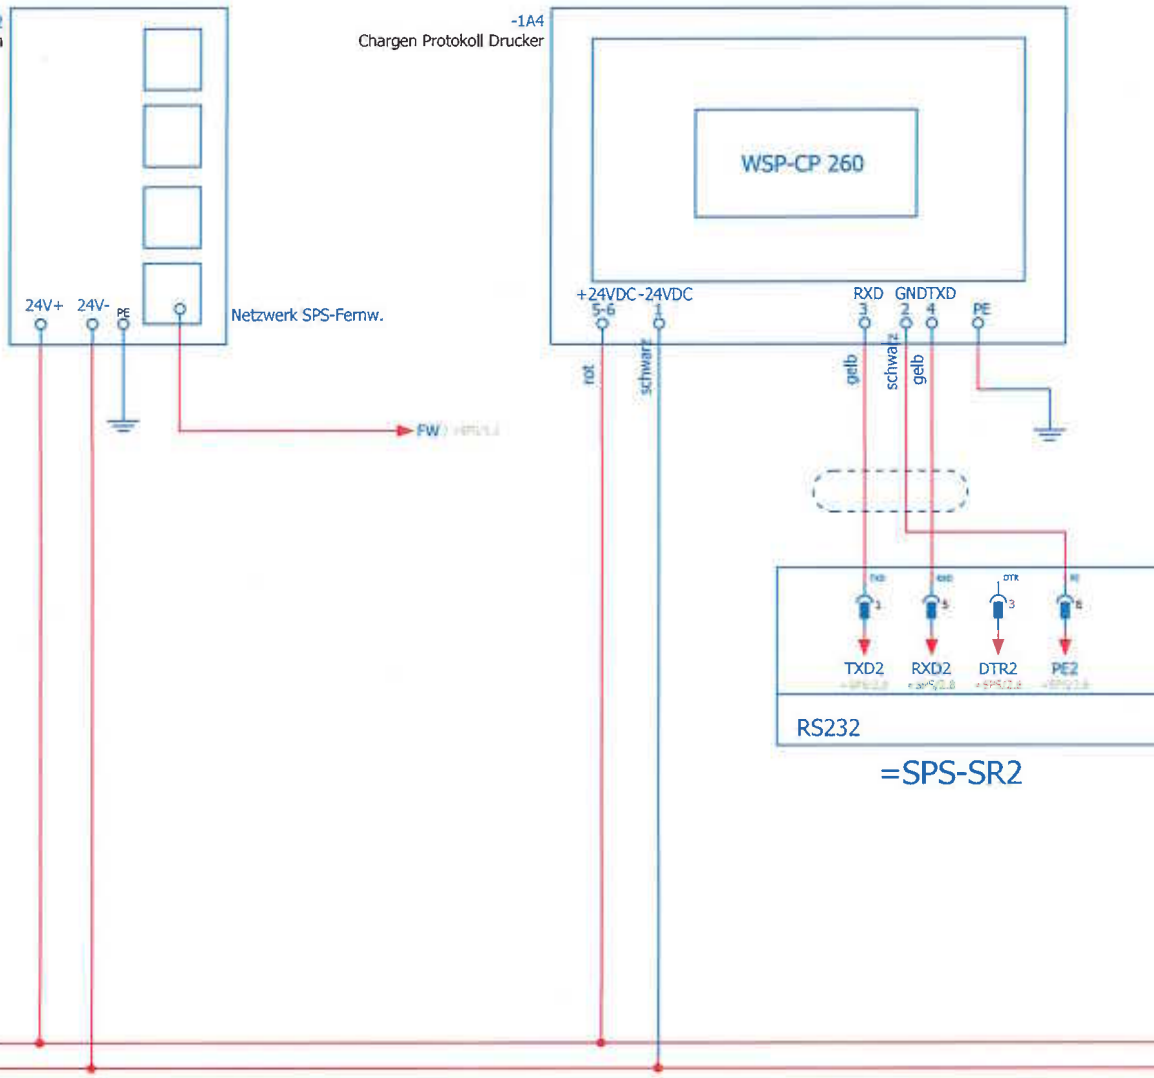 -1A4
Chargen Protokoll Drucker
WSP-CP 260
24V+ 24V- PE
Netzwerk SPS-Fernw.
+24VDC -24VDC RXD GND TXD PE
5-6 1 3 2 4
rot schwarz gelb schwarz gelb
FW
TXD RXD DTR
1 5 3 6
TXD2 RXD2 DTR2 PE2
RS232
=SPS-SR2